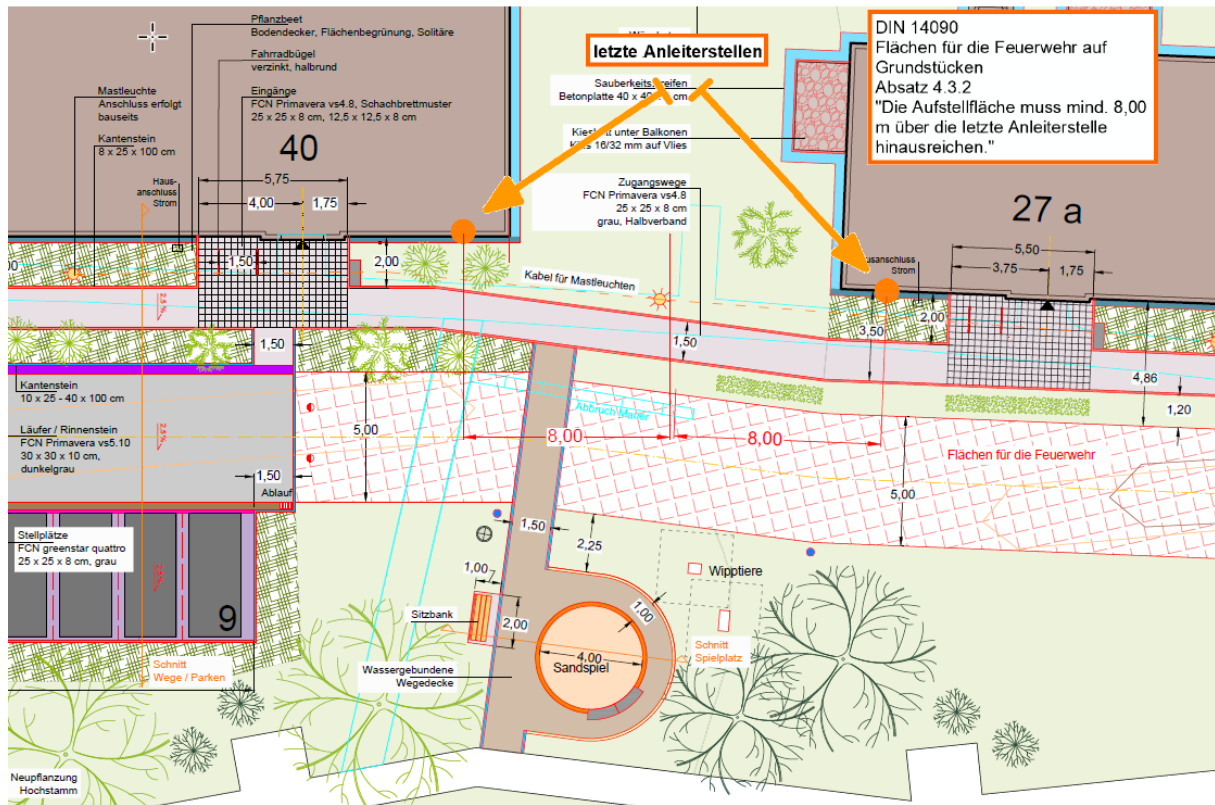 Pflanzbeet
Bodendecker, Flächenbegrünung, Solitäre
Fahrradbügel
verzinkt, halbrund
Mastleuchte
Anschluss erfolgt
bauseits
Eingänge
FCN Primavera vs4.8, Schachbrettmuster
25 x 25 x 8 cm, 12,5 x 12,5 x 8 cm
Kantenstein
8 x 25 x 100 cm
40
Haus-
anschluss
Strom
5,75
4,00
1,75
1,50
2,00
letzte Anleiterstellen
Sauberkeitsstreifen
Betonplatte 40 x 40 cm
unter Balkonen
16/32 mm auf Vlies
Zugangswege
FCN Primavera vs4.8
25 x 25 x 8 cm
grau, Halbverband
DIN 14090
Flächen für die Feuerwehr auf
Grundstücken
Absatz 4.3.2
"Die Aufstellfläche muss mind. 8,00
m über die letzte Anleiterstelle
hinausreichen."
27 a
5,50
3,75
1,75
usanschluss
Strom
Kabel für Mastleuchten
2,5%
1,50
1,50
3,50
2,00
4,86
1,20
Kantenstein
10 x 25 - 40 x 100 cm
Läufer / Rinnenstein
FCN Primavera vs5.10
30 x 30 x 10 cm,
dunkelgrau
2,5%
5,00
Abbruch Mauer
8,00
8,00
Flächen für die Feuerwehr
5,00
1,50
Ablauf
Stellplätze
FCN greenstar quattro
25 x 25 x 8 cm, grau
9
1,50
2,25
1,00
Wipptiere
Sitzbank
2,00
1,00
4,00
Sandspiel
Schnitt
Spielplatz
Schnitt
Wege / Parken
Wassergebundene
Wegedecke
Neupflanzung
Hochstamm